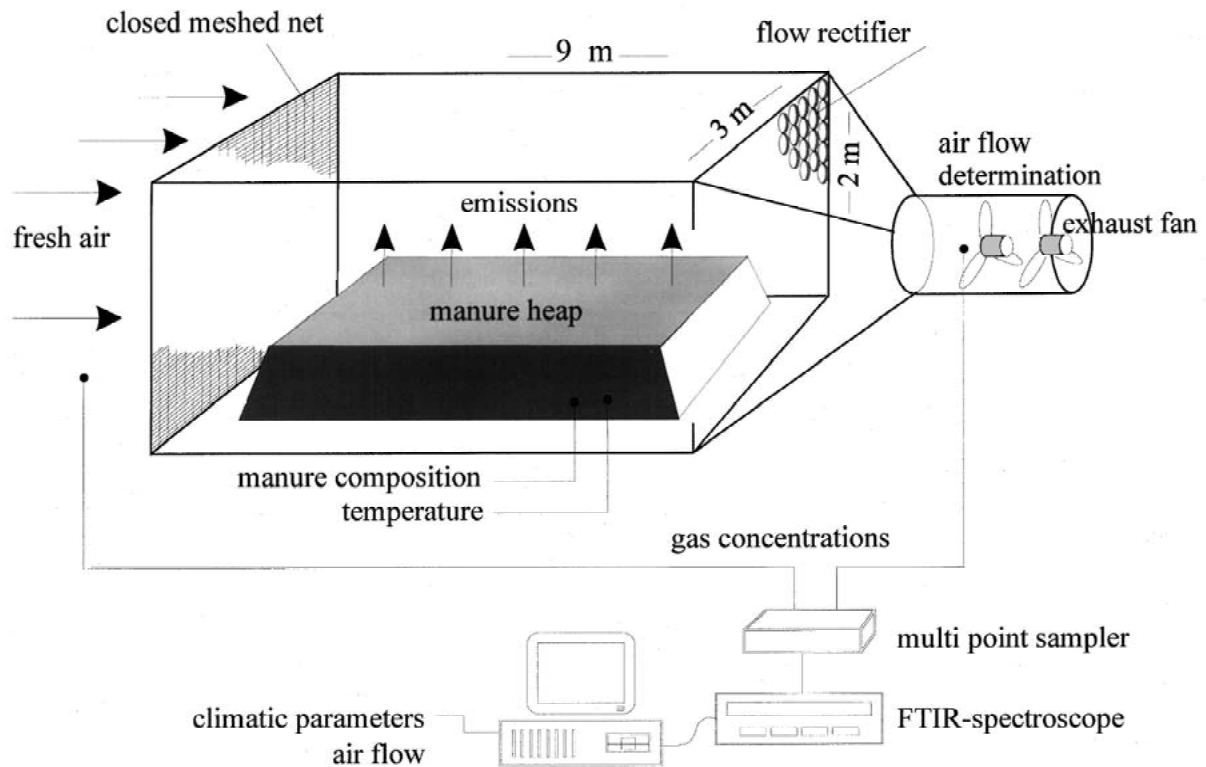 closed meshed net
9 m
flow rectifier
3 m
2 m
air flow
determination
exhaust fan
emissions
fresh air
manure heap
manure composition
temperature
gas concentrations
multi point sampler
FTIR-spectroscope
climatic parameters
air flow